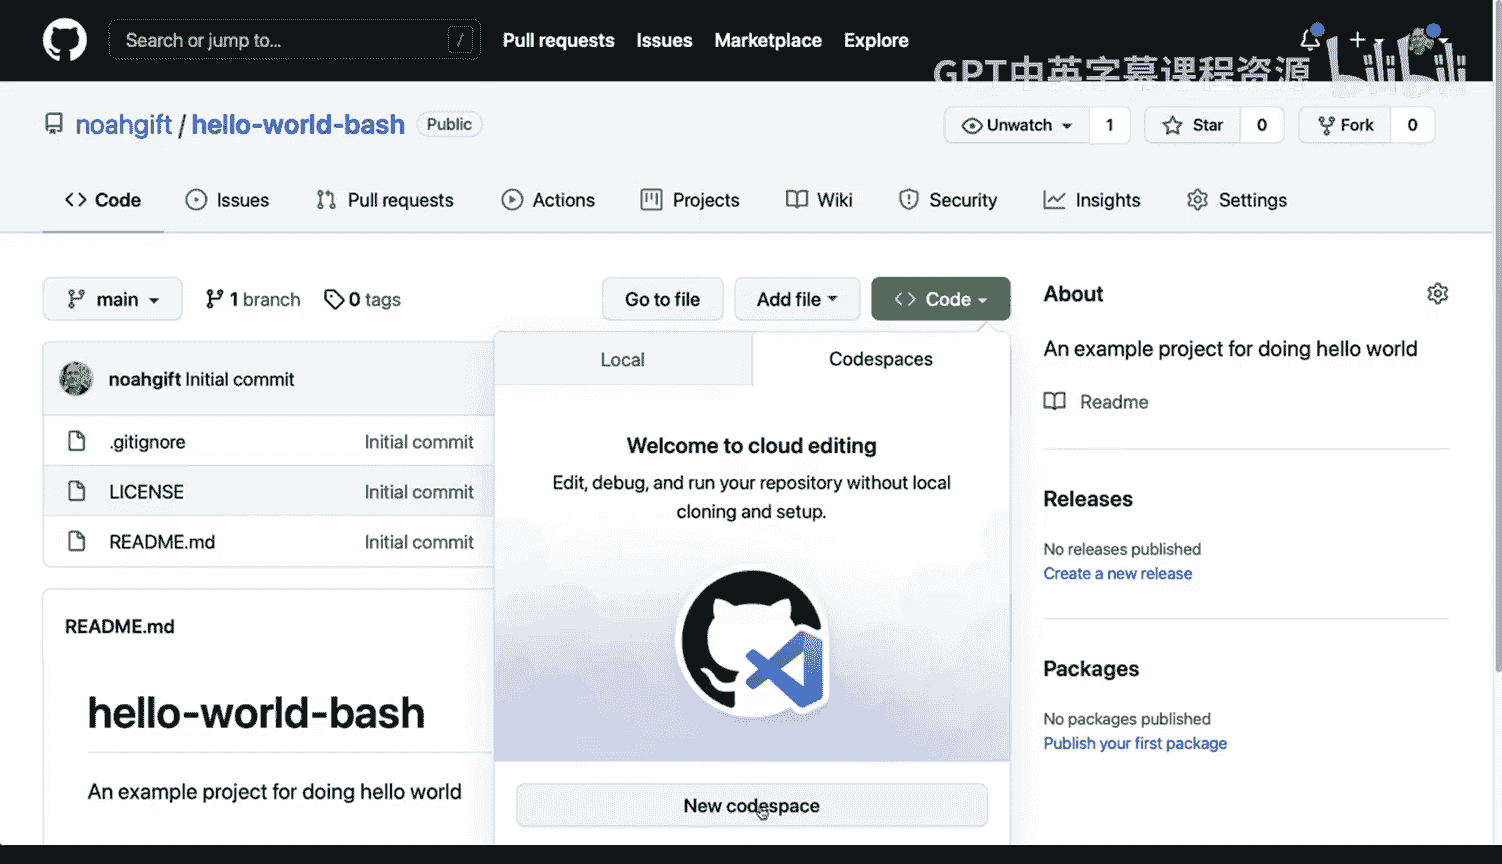 Search or jump to... /
Pull requests Issues Marketplace Explore
GPT中英字幕课程资源 bilibili
noahgift / hello-world-bash Public
Unwatch 1 Star 0 Fork 0
Code Issues Pull requests Actions Projects Wiki Security Insights Settings
main 1 branch 0 tags
Go to file Add file Code
Local Codespaces
noahgift Initial commit
.gitignore Initial commit
LICENSE Initial commit
README.md Initial commit
Welcome to cloud editing
Edit, debug, and run your repository without local
cloning and setup.
New codespace
README.md
hello-world-bash
An example project for doing hello world
About
An example project for doing hello world
Readme
Releases
No releases published
Create a new release
Packages
No packages published
Publish your first package